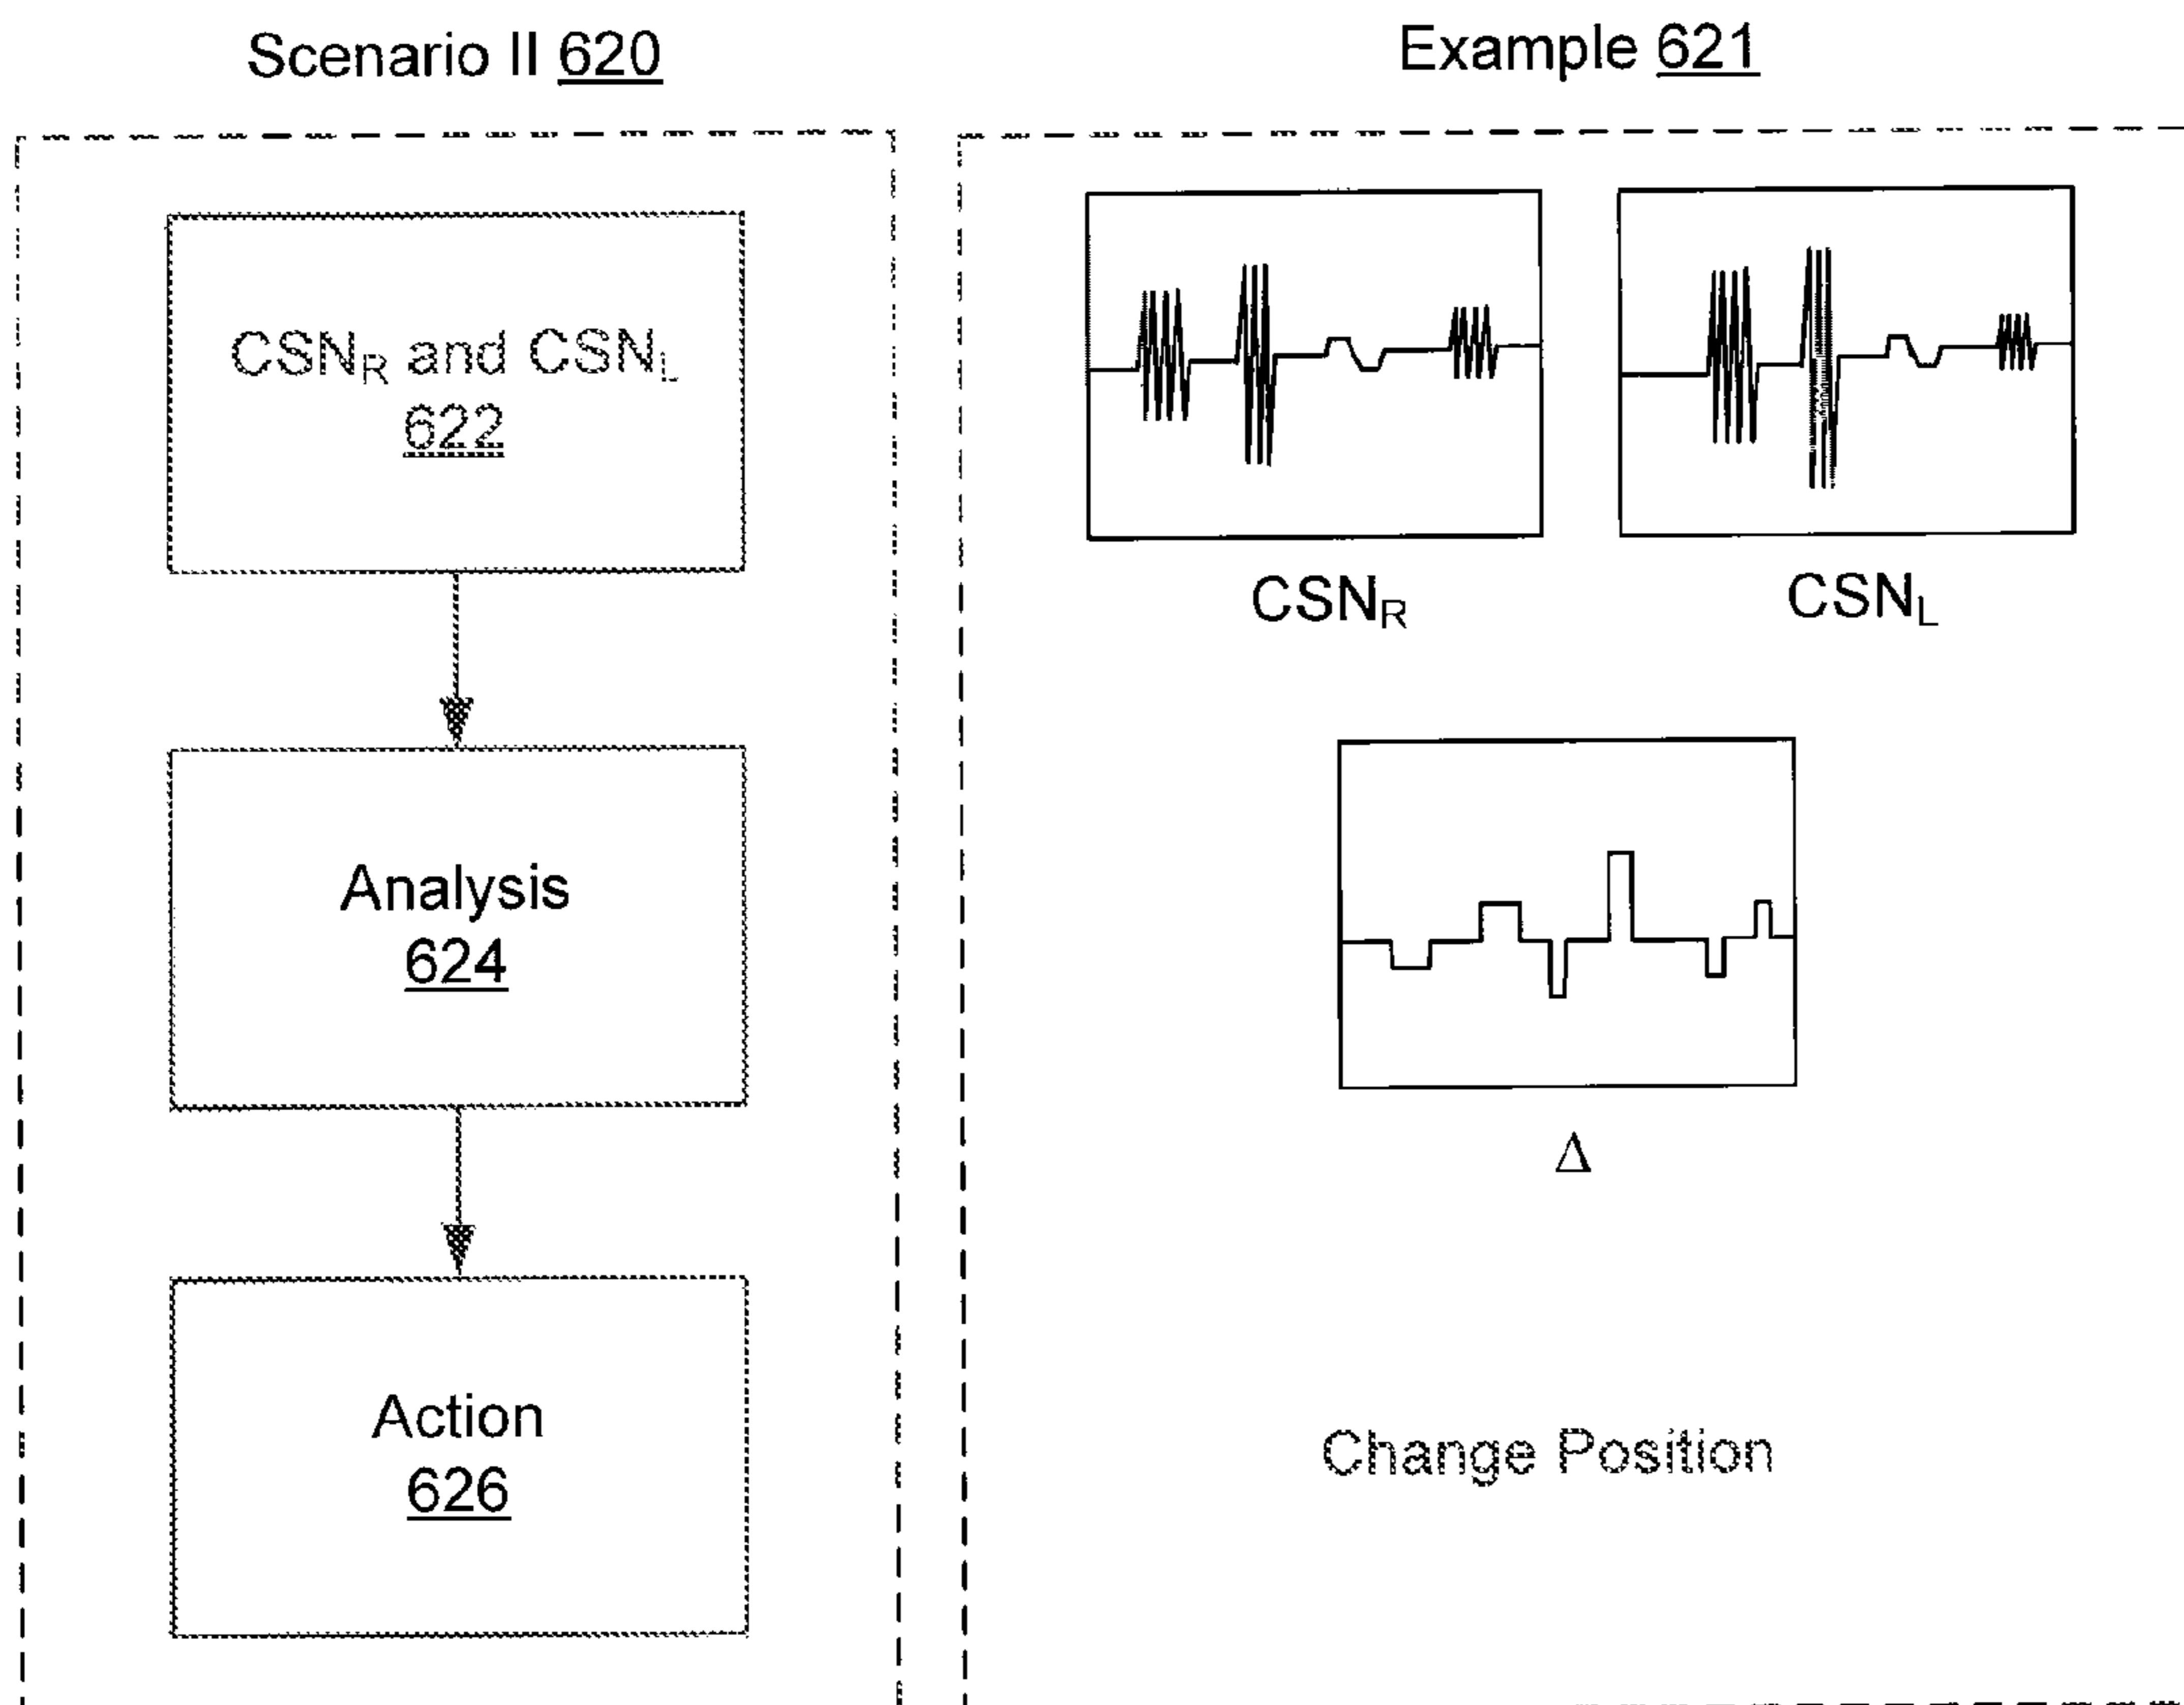 Scenario II 620
Example 621
CSNR and CSNL
622
CSNR
CSNL
Analysis
624
Δ
Action
626
Change Position